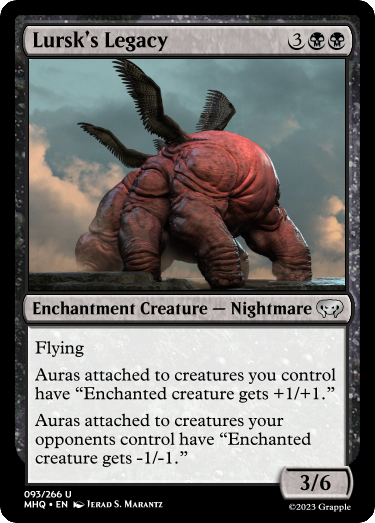 Lursk's Legacy 3
Enchantment Creature — Nightmare
Flying
Auras attached to creatures you control
have “Enchanted creature gets +1/+1.”
Auras attached to creatures your
opponents control have “Enchanted
creature gets -1/-1.”
3/6
093/266 U
MHQ • EN Jerad S. Marantz
©2023 Grapple